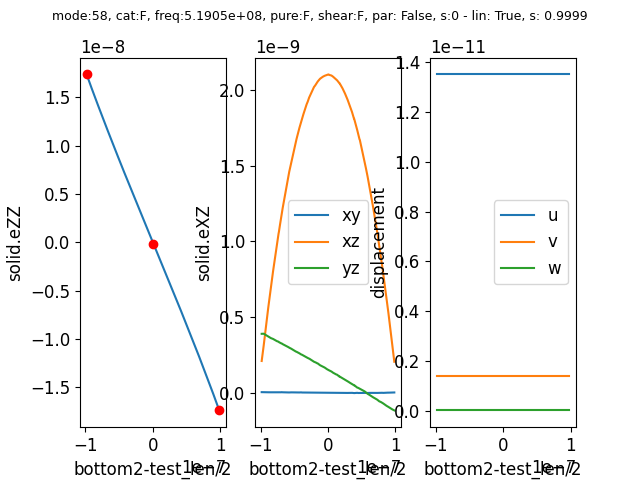 mode:58, cat:F, freq:5.1905e+08, pure:F, shear:F, par: False, s:0 - lin: True, s: 0.9999
1e−8
1.5
1.0
0.5
0.0
−0.5
−1.0
−1.5
solid.eZZ
−1
0
1
1e−7
bottom2-test_len/2
1e−9
2.0
1.5
1.0
0.5
0.0
solid.eXZ
xy
xz
yz
−1
0
1
1e−7
bottom2-test_len/2
1e−11
1.4
1.2
1.0
0.8
0.6
0.4
0.2
0.0
displacement
u
v
w
−1
0
1
1e−7
bottom2-test_len/2